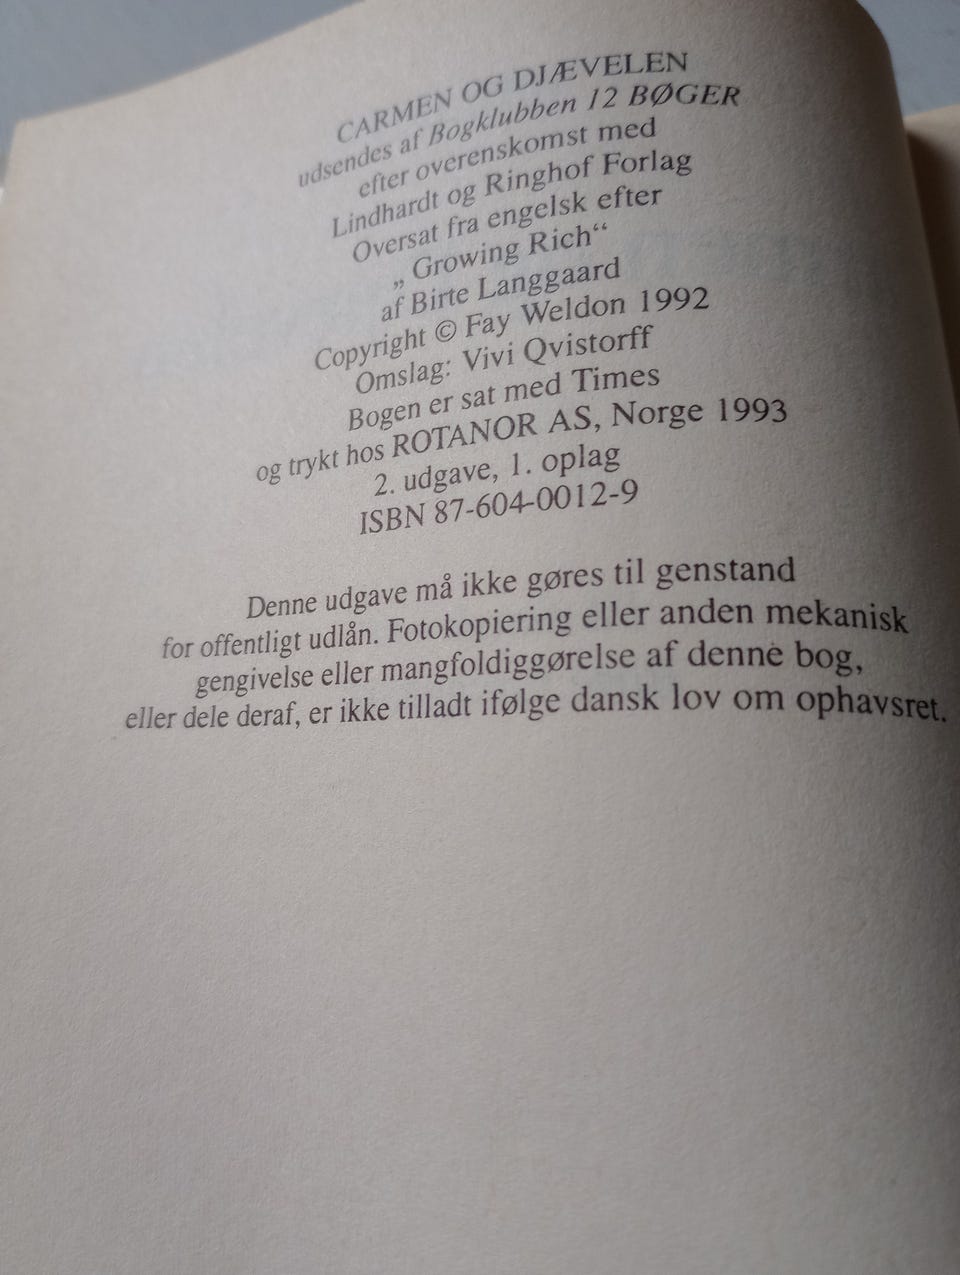 CARMEN OG DJÆVELEN
udsendes af Bogklubben 12 BØGER
efter overenskomst med
Lindhardt og Ringhof Forlag
Oversat fra engelsk efter
„Growing Rich“
af Birte Langgaard
Copyright © Fay Weldon 1992
Omslag: Vivi Qvistorff
Bogen er sat med Times
og trykt hos ROTANOR AS, Norge 1993
2. udgave, 1. oplag
ISBN 87-604-0012-9
Denne udgave må ikke gøres til genstand
for offentligt udlån. Fotokopiering eller anden mekanisk
gengivelse eller mangfoldiggørelse af denne bog,
eller dele deraf, er ikke tilladt ifølge dansk lov om ophavsret.